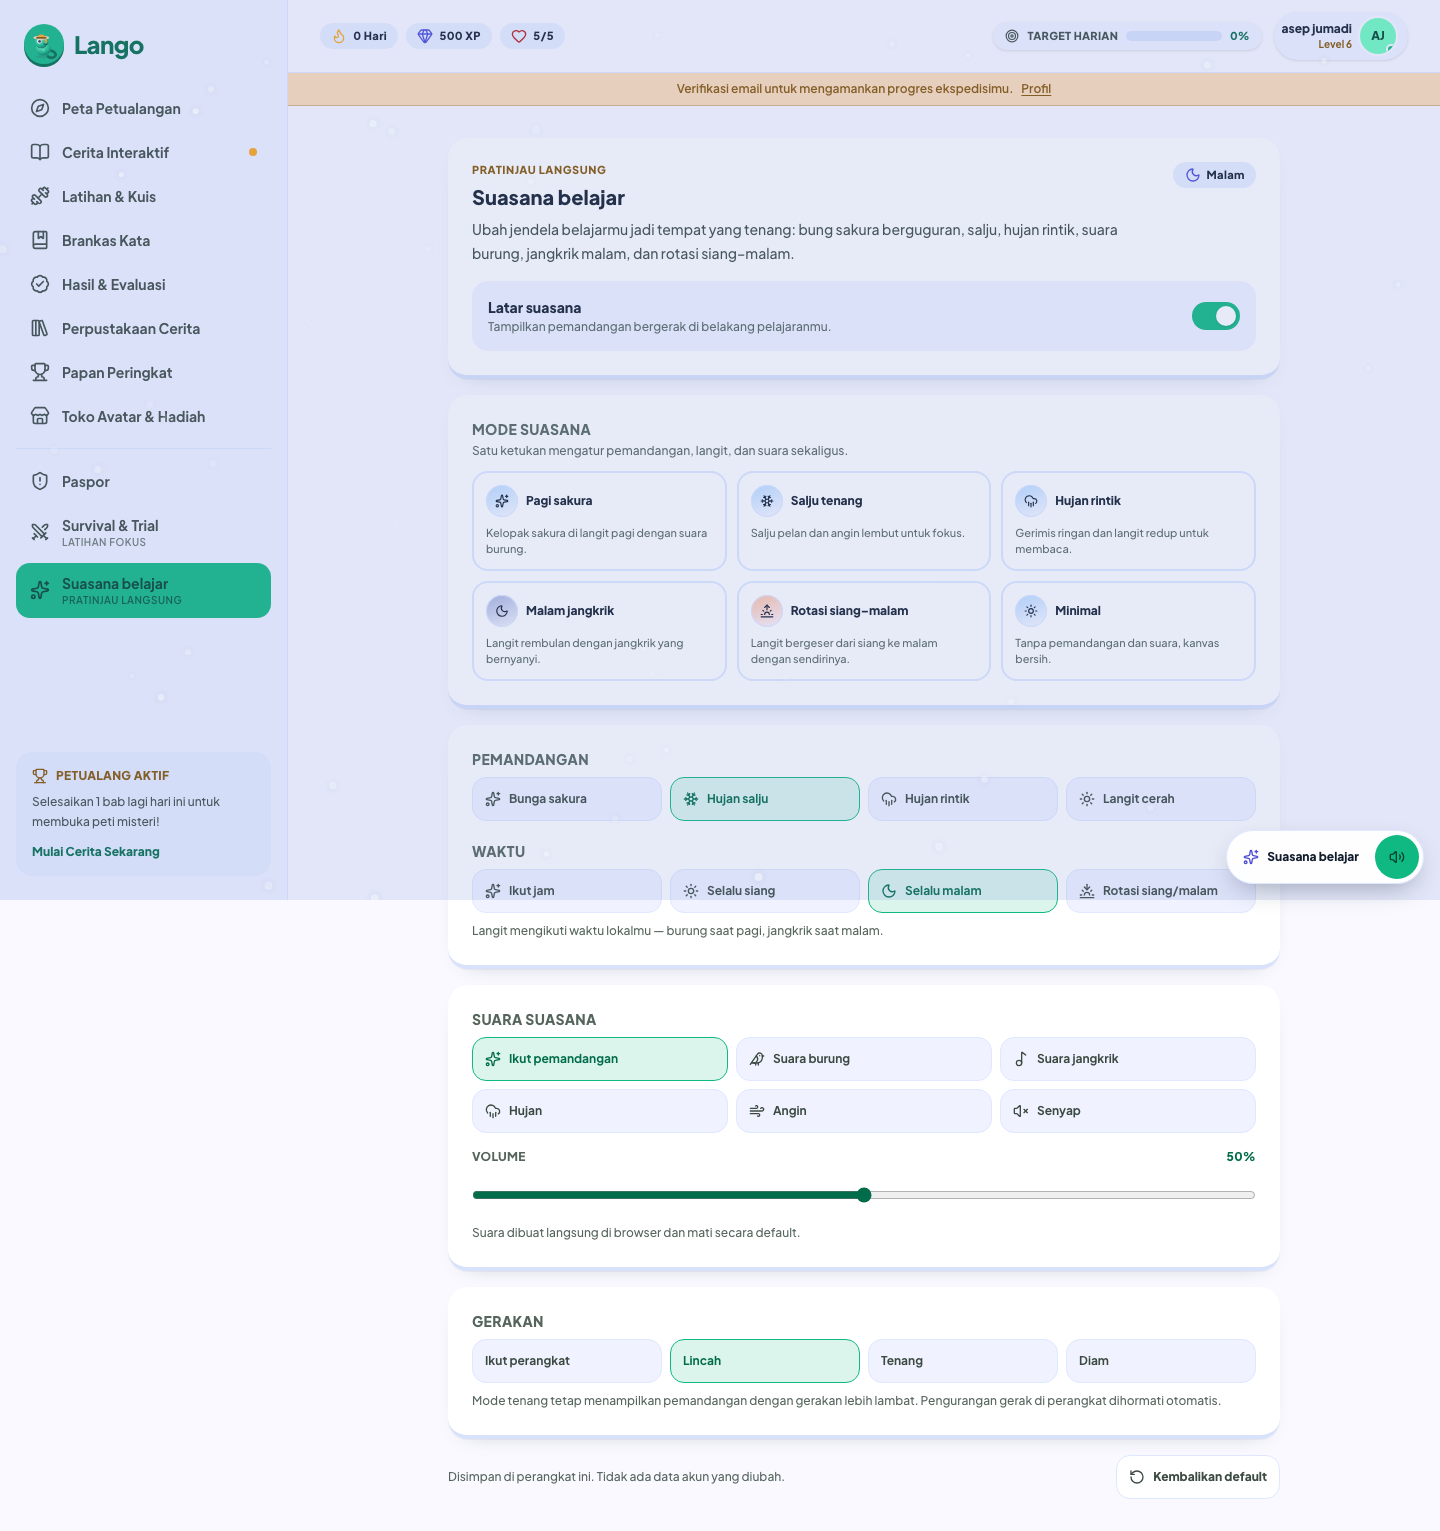 Lango
Peta Petualangan
Cerita Interaktif
Latihan & Kuis
Brankas Kata
Hasil & Evaluasi
Perpustakaan Cerita
Papan Peringkat
Toko Avatar & Hadiah
Paspor
Survival & Trial
LATIHAN FOKUS
Suasana belajar
PRATINJAU LANGSUNG
PETUALANG AKTIF
Selesaikan 1 bab lagi hari ini untuk
membuka peti misteri!
Mulai Cerita Sekarang
0 Hari
500 XP
5/5
TARGET HARIAN
0%
asep jumadi
Level 6
AJ
Verifikasi email untuk mengamankan progres ekspedisimu. Profil
PRATINJAU LANGSUNG
Suasana belajar
Malam
Ubah jendela belajarmu jadi tempat yang tenang: bung sakura berguguran, salju, hujan rintik, suara
burung, jangkrik malam, dan rotasi siang–malam.
Latar suasana
Tampilkan pemandangan bergerak di belakang pelajaranmu.
MODE SUASANA
Satu ketukan mengatur pemandangan, langit, dan suara sekaligus.
Pagi sakura
Kelopak sakura di langit pagi dengan suara
burung.
Salju tenang
Salju pelan dan angin lembut untuk fokus.
Hujan rintik
Gerimis ringan dan langit redup untuk
membaca.
Malam jangkrik
Langit rembulan dengan jangkrik yang
bernyanyi.
Rotasi siang–malam
Langit bergeser dari siang ke malam
dengan sendirinya.
Minimal
Tanpa pemandangan dan suara, kanvas
bersih.
PEMANDANGAN
Bunga sakura
Hujan salju
Hujan rintik
Langit cerah
WAKTU
Ikut jam
Selalu siang
Selalu malam
Rotasi siang/malam
Langit mengikuti waktu lokalmu — burung saat pagi, jangkrik saat malam.
Suasana belajar
SUARA SUASANA
Ikut pemandangan
Suara burung
Suara jangkrik
Hujan
Angin
Senyap
VOLUME
50%
Suara dibuat langsung di browser dan mati secara default.
GERAKAN
Ikut perangkat
Lincah
Tenang
Diam
Mode tenang tetap menampilkan pemandangan dengan gerakan lebih lambat. Pengurangan gerak di perangkat dihormati otomatis.
Disimpan di perangkat ini. Tidak ada data akun yang diubah.
Kembalikan default